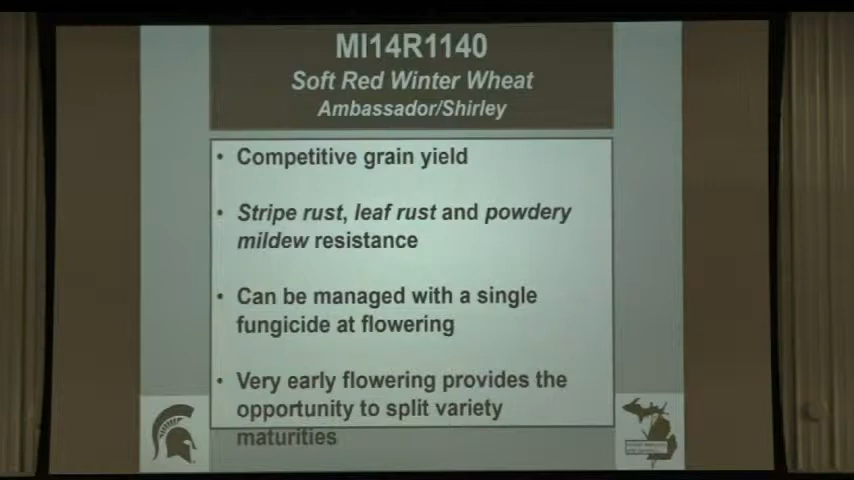 MI14R1140
Soft Red Winter Wheat
Ambassador/Shirley
• Competitive grain yield
• Stripe rust, leaf rust and powdery
mildew resistance
• Can be managed with a single
fungicide at flowering
• Very early flowering provides the
opportunity to split variety
maturities